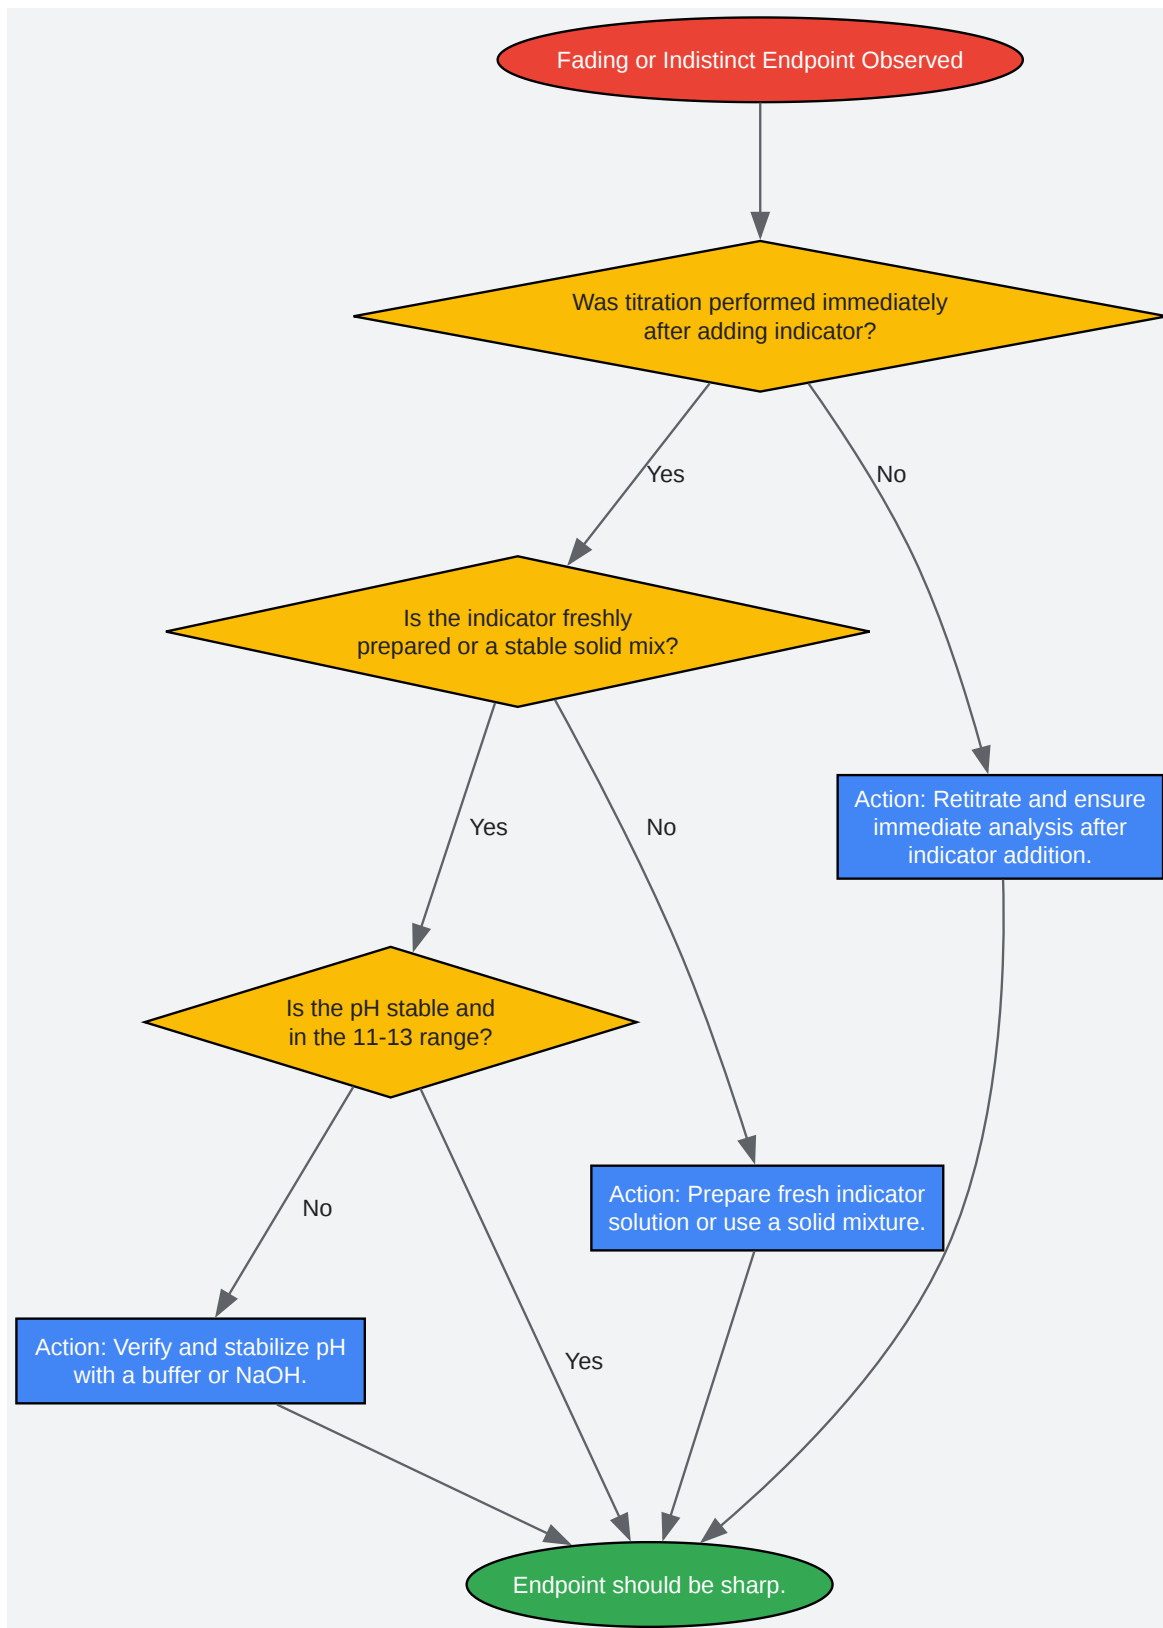 Fading or Indistinct Endpoint Observed
Was titration performed immediately
after adding indicator?
Yes
No
Is the indicator freshly
prepared or a stable solid mix?
Action: Retitrate and ensure
immediate analysis after
indicator addition.
Yes
No
Is the pH stable and
in the 11-13 range?
Action: Prepare fresh indicator
solution or use a solid mixture.
No
Action: Verify and stabilize pH
with a buffer or NaOH.
Yes
Endpoint should be sharp.